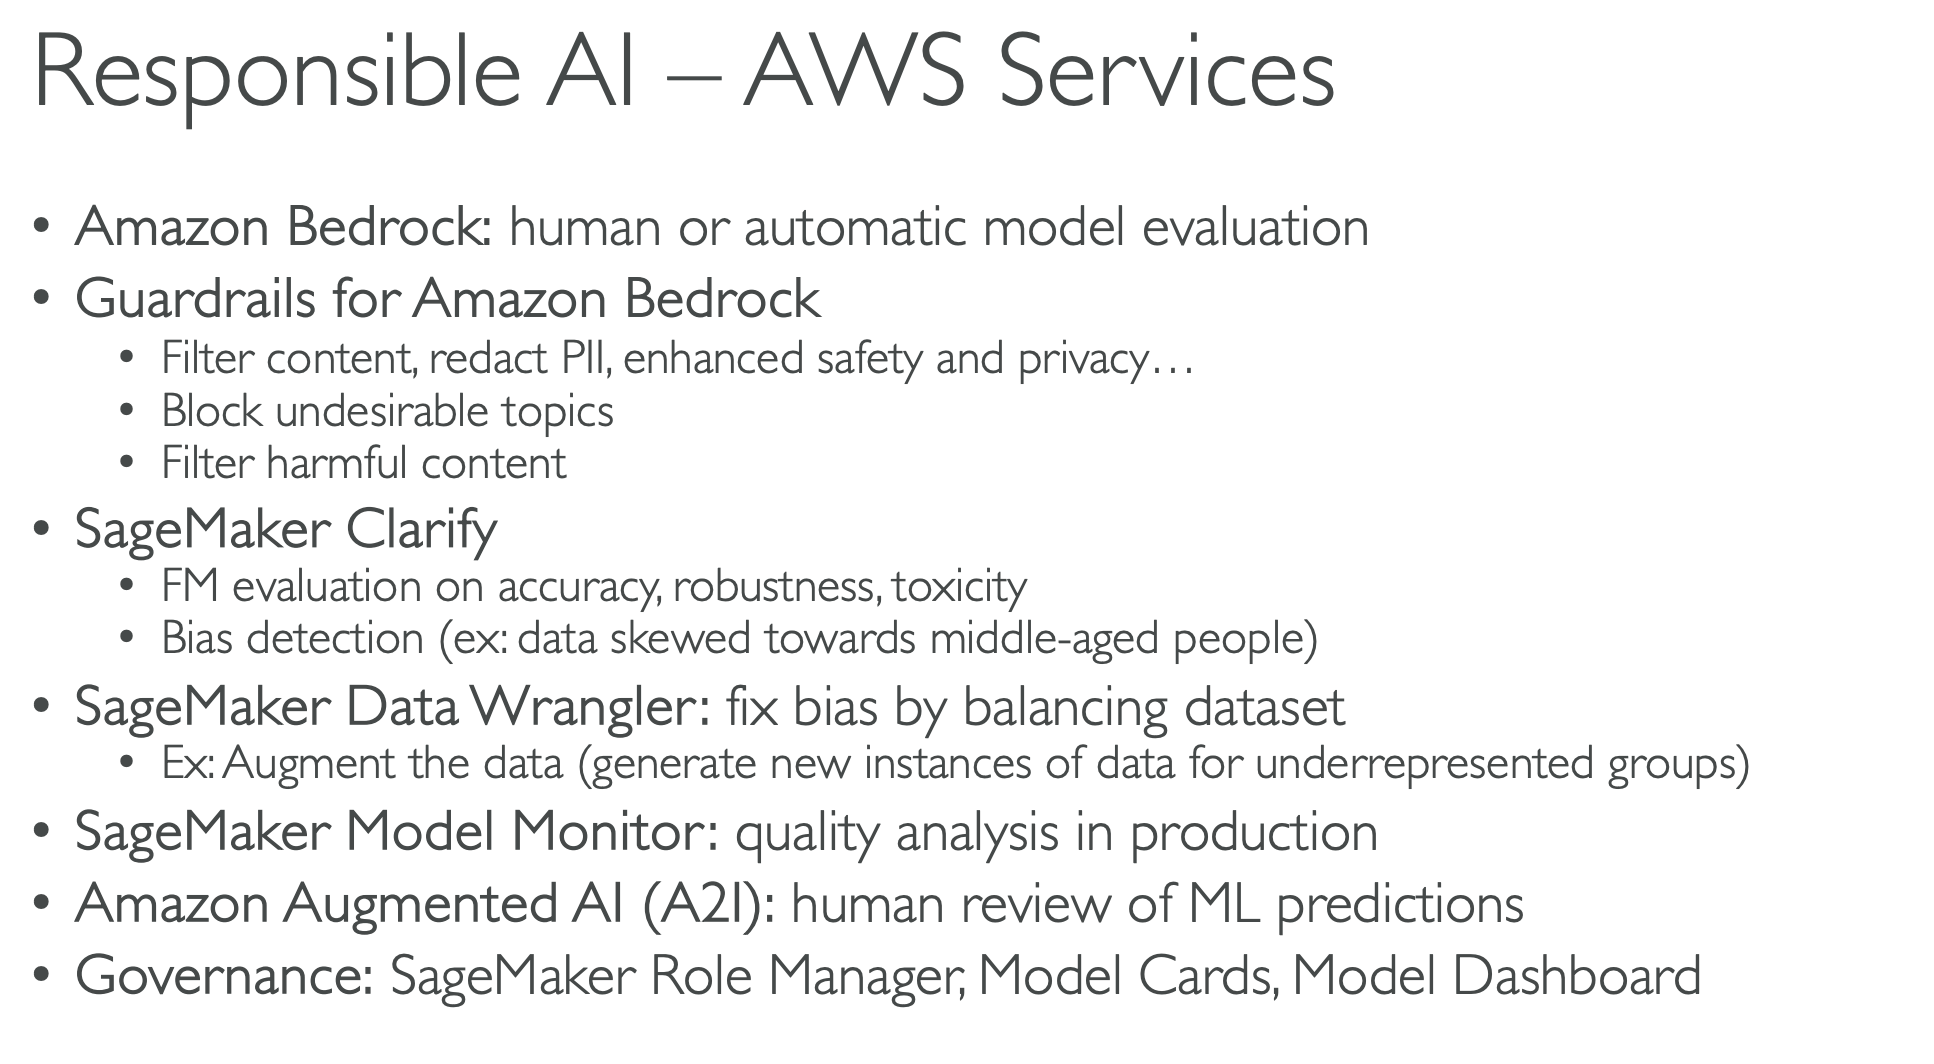 Responsible AI – AWS Services
• Amazon Bedrock: human or automatic model evaluation
• Guardrails for Amazon Bedrock
• Filter content, redact PII, enhanced safety and privacy…
• Block undesirable topics
• Filter harmful content
• SageMaker Clarify
• FM evaluation on accuracy, robustness, toxicity
• Bias detection (ex: data skewed towards middle-aged people)
• SageMaker Data Wrangler: fix bias by balancing dataset
• Ex: Augment the data (generate new instances of data for underrepresented groups)
• SageMaker Model Monitor: quality analysis in production
• Amazon Augmented AI (A2I): human review of ML predictions
• Governance: SageMaker Role Manager, Model Cards, Model Dashboard